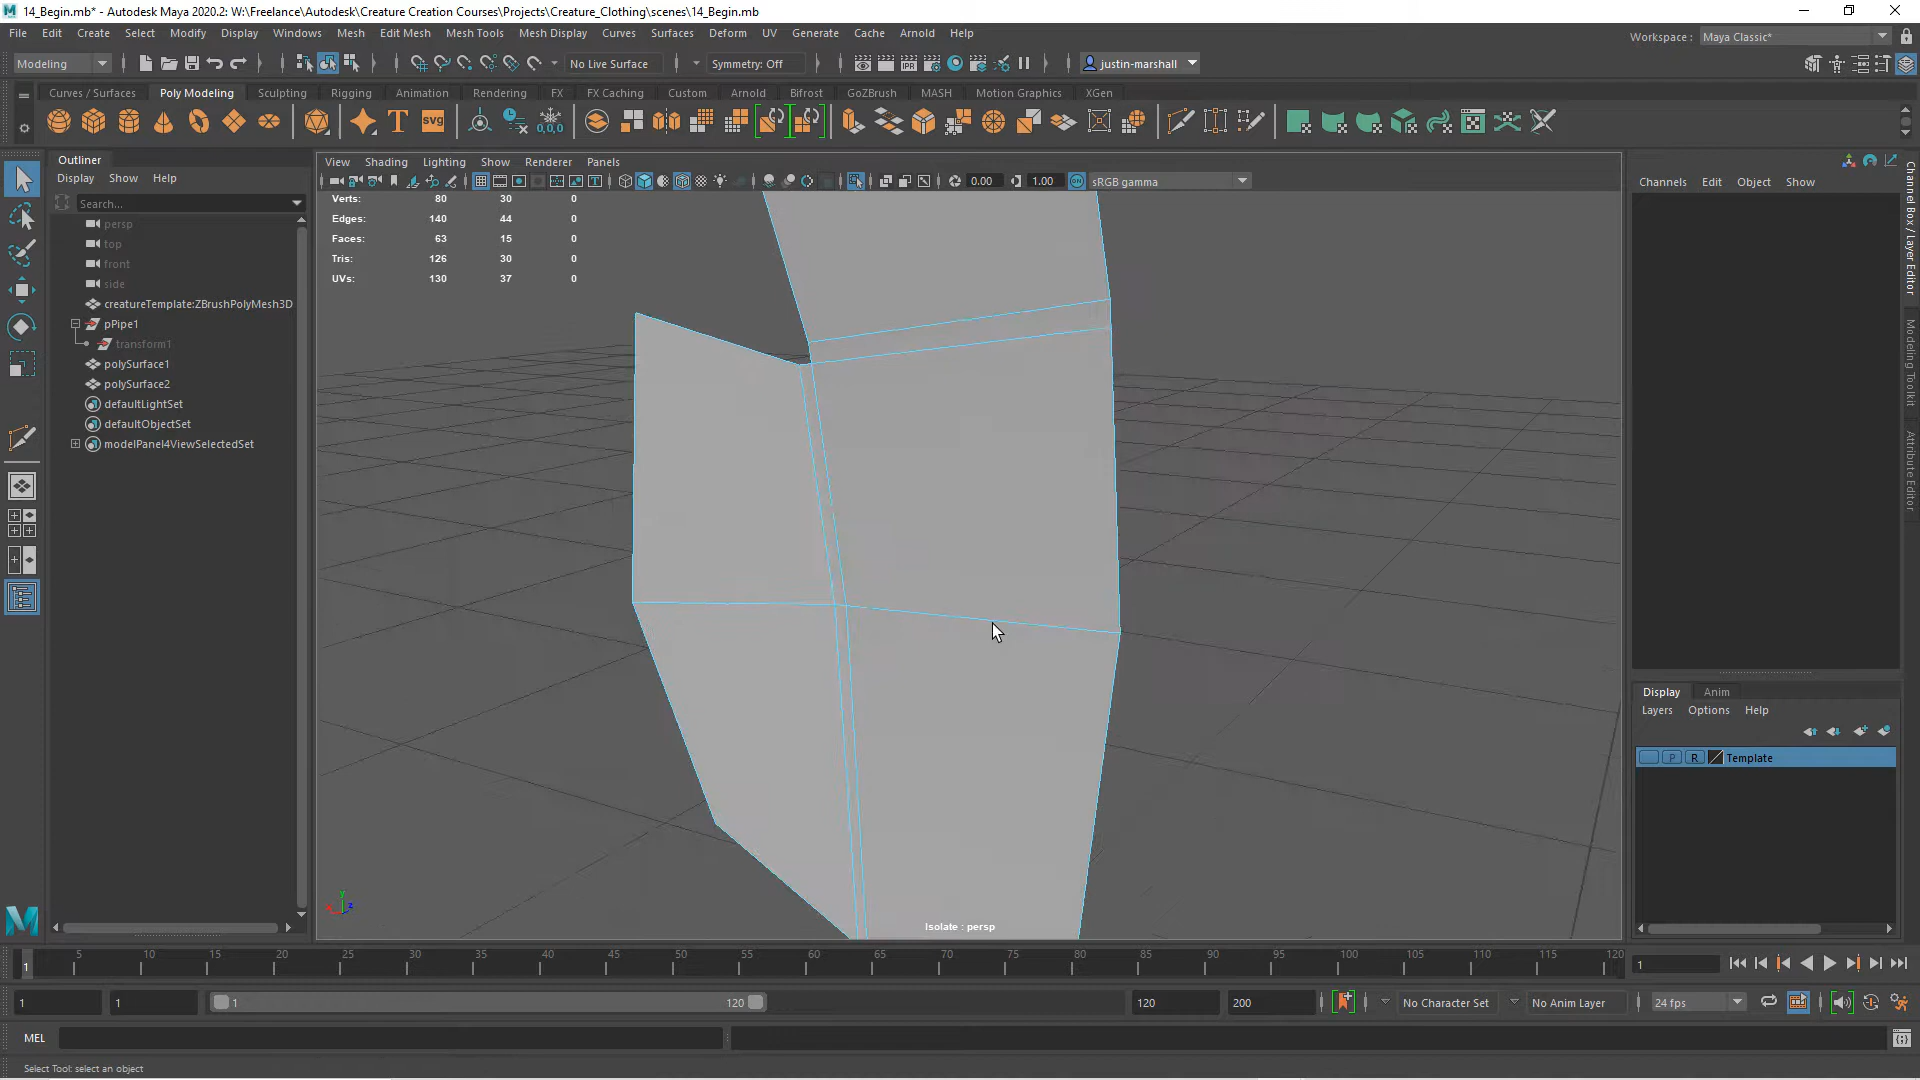 14_Begin.mb* - Autodesk Maya 2020.2: W:\Freelance\Autodesk\Creature Creation Courses\Projects\Creature_Clothing\scenes\14_Begin.mb
File Edit Create Select Modify Display Windows Mesh Edit Mesh Mesh Tools Mesh Display Curves Surfaces Deform UV Generate Cache Arnold Help
Workspace : Maya Classic*
Modeling
No Live Surface
Symmetry: Off
justin-marshall
Curves / Surfaces Poly Modeling Sculpting Rigging Animation Rendering FX FX Caching Custom Arnold Bifrost GoZBrush MASH Motion Graphics XGen
Outliner
Display Show Help
Search...
persp
top
front
side
creatureTemplate:ZBrushPolyMesh3D
pPipe1
transform1
polySurface1
polySurface2
defaultLightSet
defaultObjectSet
modelPanel4ViewSelectedSet
View Shading Lighting Show Renderer Panels
0.00 1.00 sRGB gamma
Verts: 80 30 0
Edges: 140 44 0
Faces: 63 15 0
Tris: 126 30 0
UVs: 130 37 0
Isolate : persp
Channels Edit Object Show
Channel Box / Layer Editor
Modeling Toolkit
Attribute Editor
Display Anim
Layers Options Help
P R Template
1 5 10 15 20 25 30 35 40 45 50 55 60 65 70 75 80 85 90 95 100 105 110 115 120
1
1 1 1 120 120 200 No Character Set No Anim Layer 24 fps
MEL
Select Tool: select an object